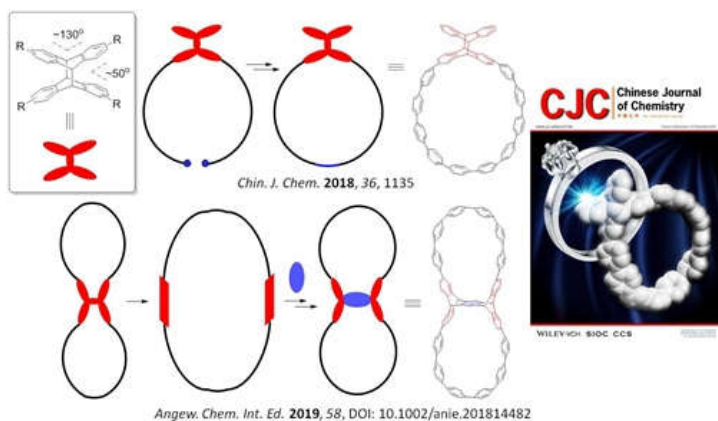 ~130°
R
R
~50°
R
R
Chin. J. Chem. 2018, 36, 1135
Angew. Chem. Int. Ed. 2019, 58, DOI: 10.1002/anie.201814482
CJC
Chinese Journal
of Chemistry
WILEY-VCH SIOC CCS